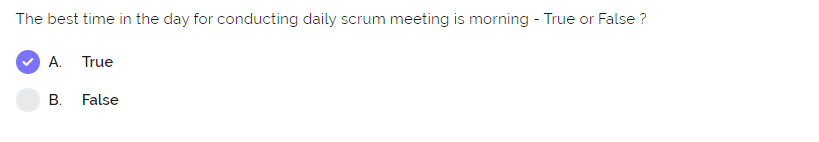 The best time in the day for conducting daily scrum meeting is morning - True or False ?
A. True
B. False